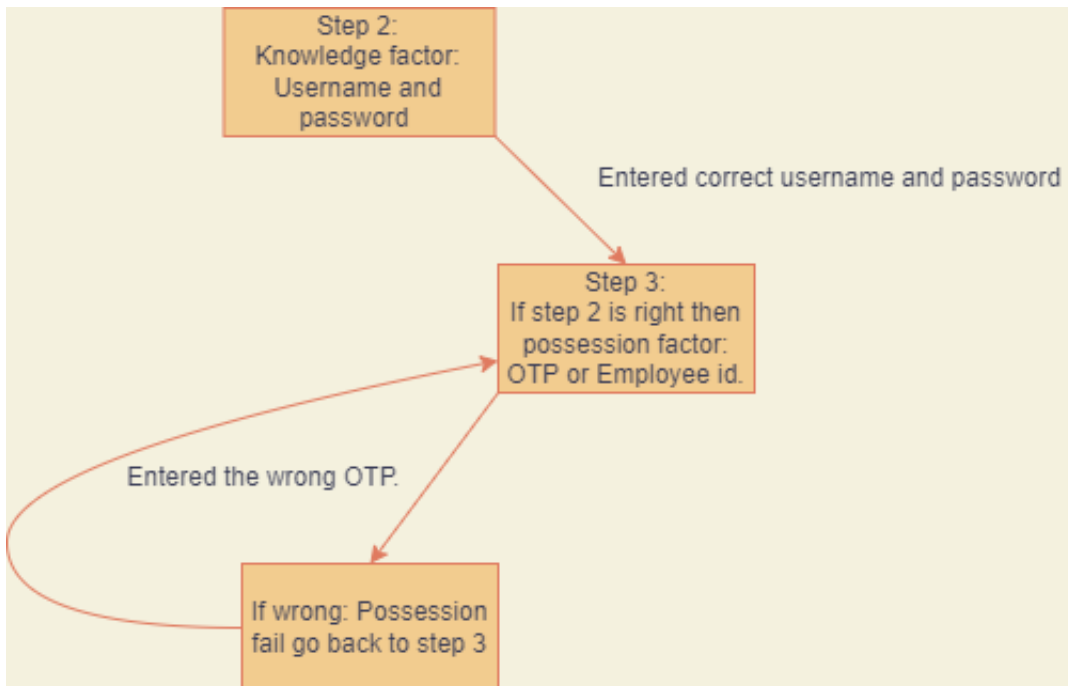 Step 2:
Knowledge factor:
Username and
password
Entered correct username and password
Step 3:
If step 2 is right then
possession factor:
OTP or Employee id.
Entered the wrong OTP.
If wrong: Possession
fail go back to step 3